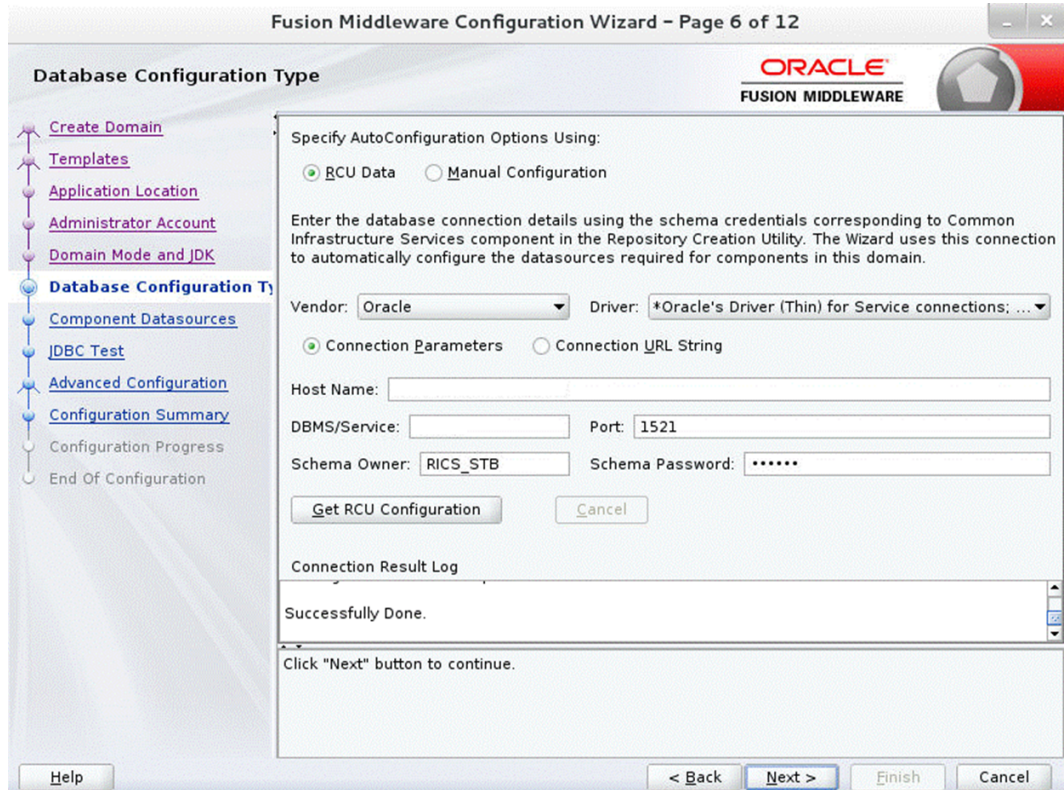 Fusion Middleware Configuration Wizard – Page 6 of 12
Database Configuration Type
ORACLE
FUSION MIDDLEWARE
Create Domain
Templates
Application Location
Administrator Account
Domain Mode and JDK
Database Configuration Ty
Component Datasources
JDBC Test
Advanced Configuration
Configuration Summary
Configuration Progress
End Of Configuration
Specify AutoConfiguration Options Using:
RCU Data Manual Configuration
Enter the database connection details using the schema credentials corresponding to Common
Infrastructure Services component in the Repository Creation Utility. The Wizard uses this connection
to automatically configure the datasources required for components in this domain.
Vendor: Oracle Driver: *Oracle's Driver (Thin) for Service connections; ...
Connection Parameters Connection URL String
Host Name:
DBMS/Service: Port: 1521
Schema Owner: RICS_STB Schema Password: ••••••
Get RCU Configuration Cancel
Connection Result Log
Successfully Done.
Click "Next" button to continue.
Help < Back Next > Finish Cancel